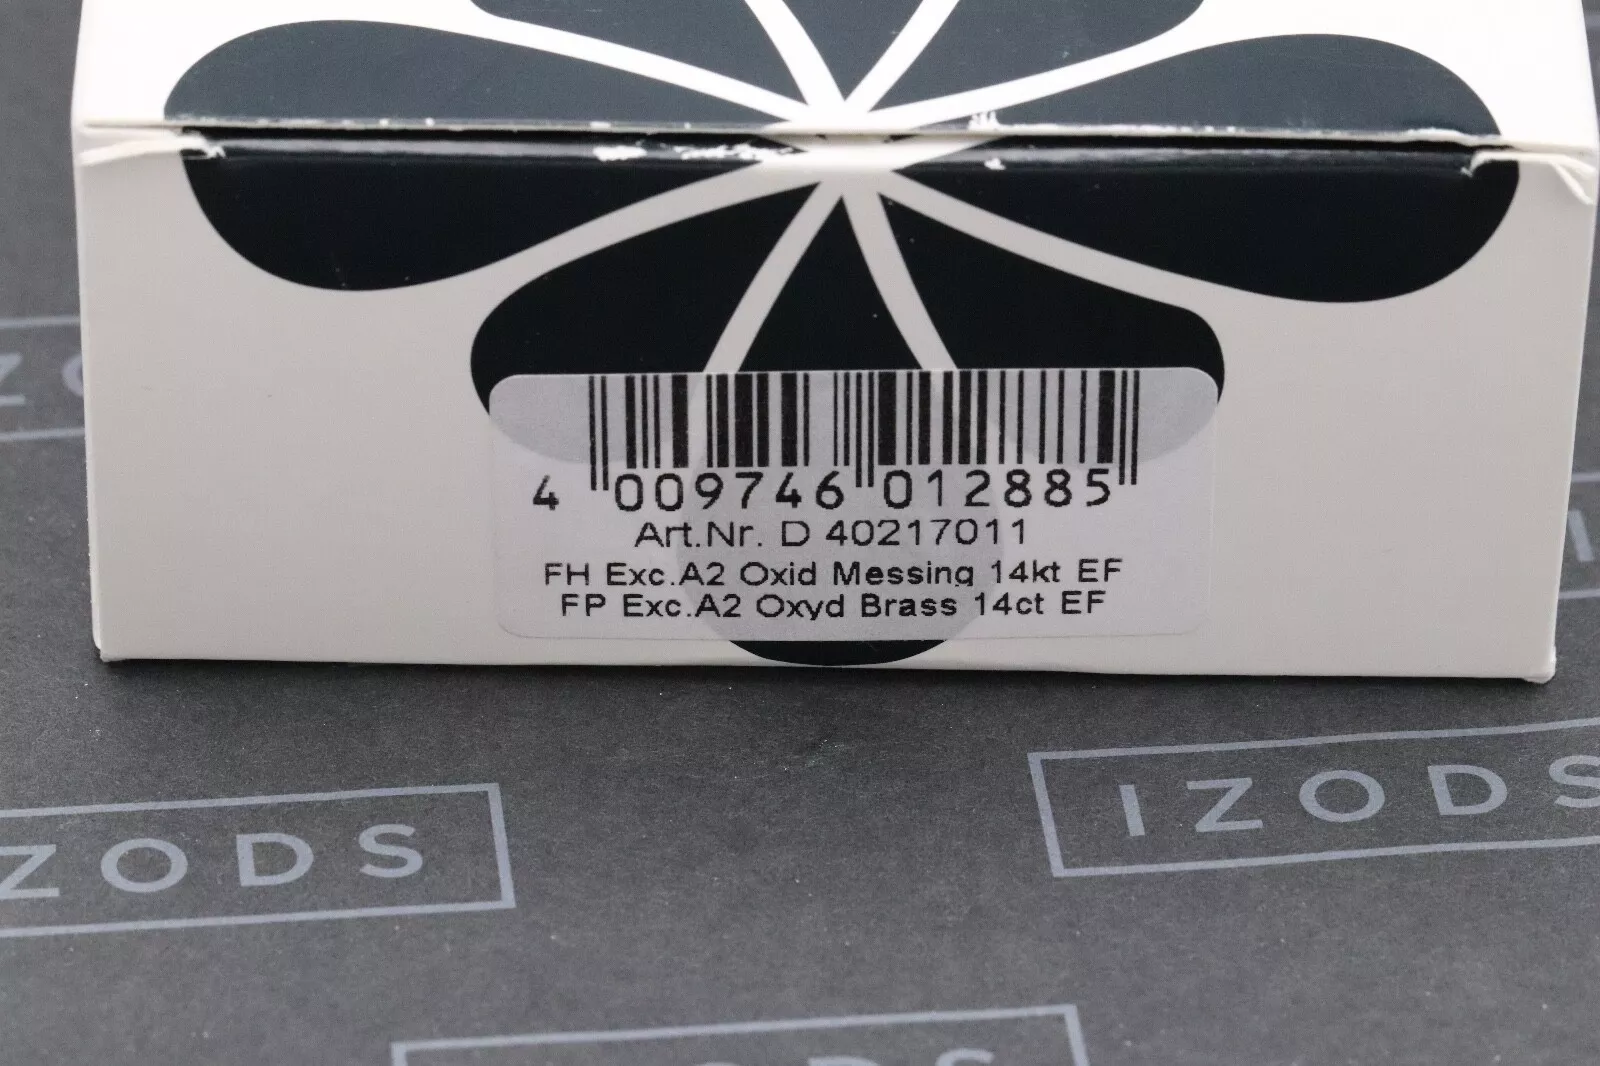 4 009746 012885
Art.Nr. D 40217011
FH Exc.A2 Oxid Messing 14kt EF
FP Exc.A2 Oxyd Brass 14ct EF
ZODS
IZODS